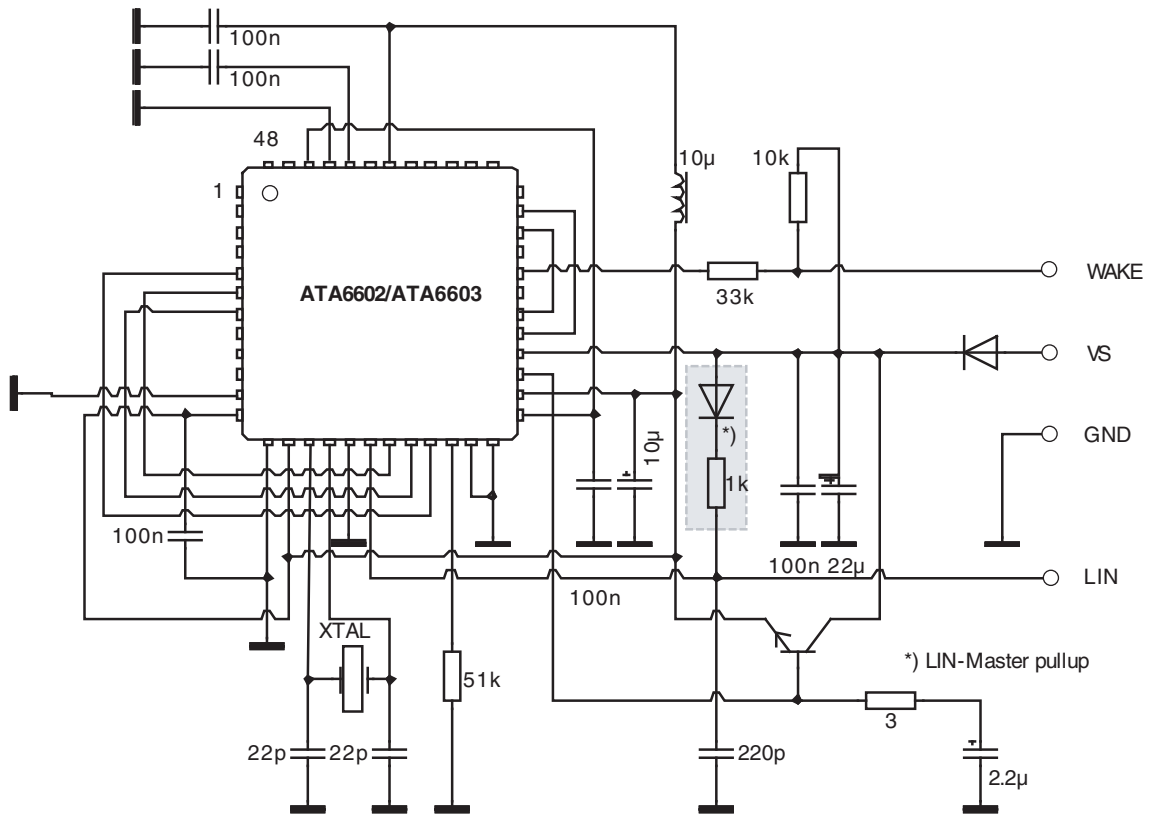 100n
100n
48
10µ
10k
1
WAKE
ATA6602/ATA6603
33k
VS
*)
GND
10µ
1k
100n
100n 22µ
LIN
100n
XTAL
*) LIN-Master pullup
51k
3
22p
22p
220p
2.2µ